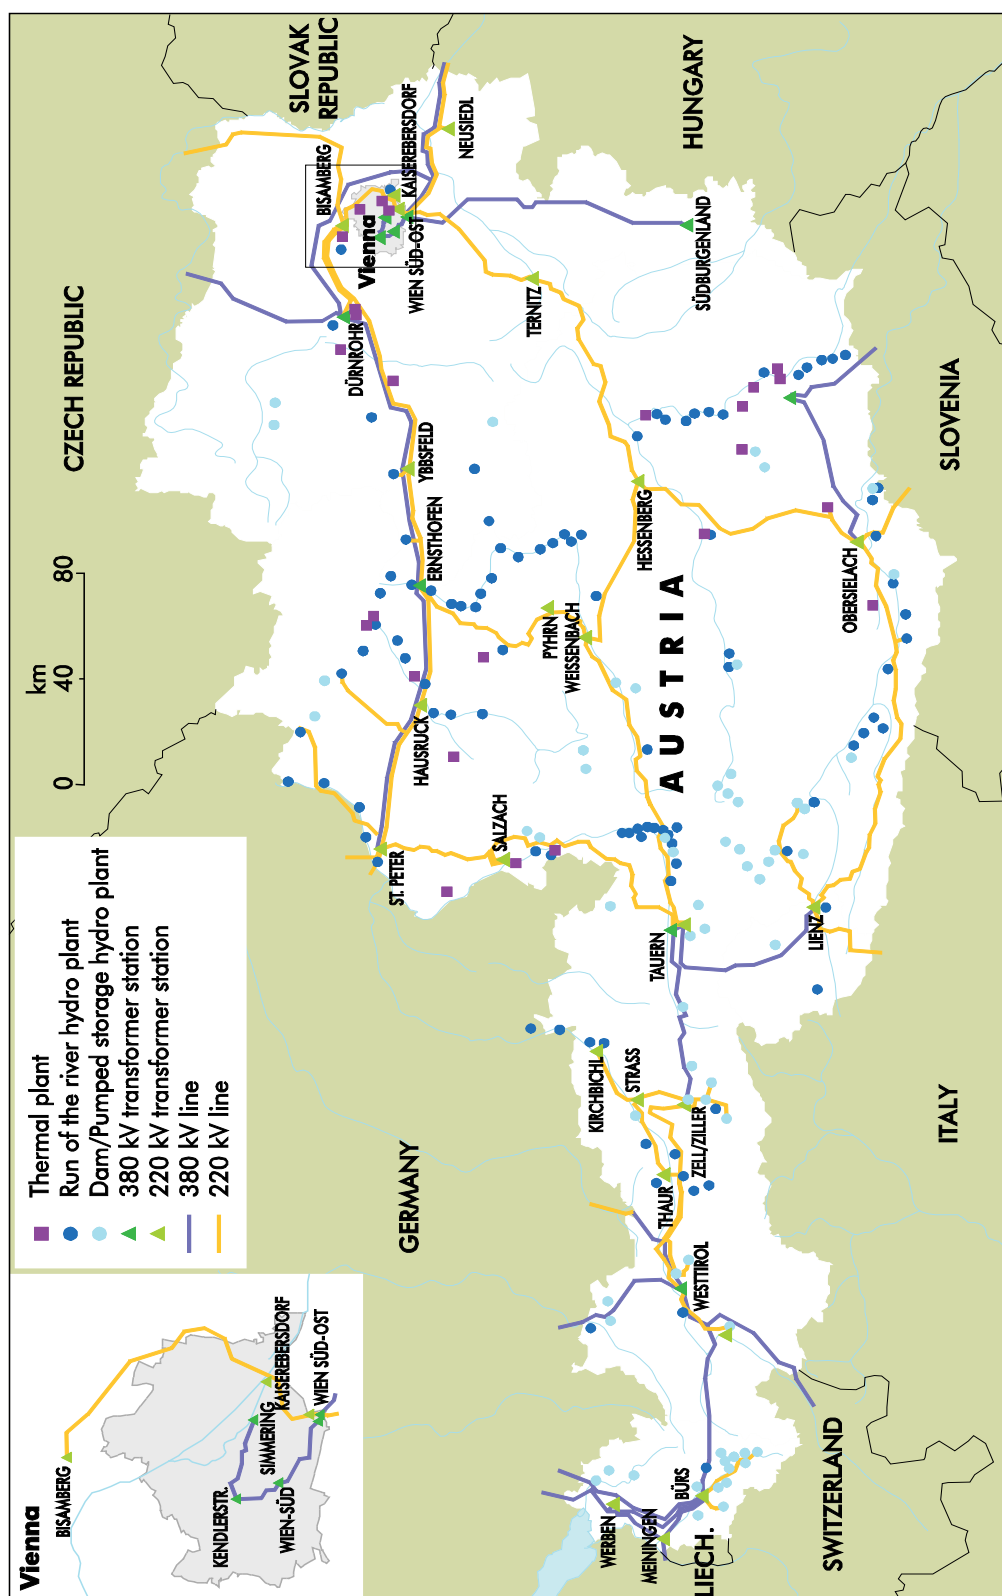 Vienna
BISAMBERG
KENDLERSTR.
SIMMERING
KAISEREBERSDORF
WIEN-SÜD
WIEN SÜD-OST
Thermal plant
Run of the river hydro plant
Dam/Pumped storage hydro plant
380 kV transformer station
220 kV transformer station
380 kV line
220 kV line
km
0
40
80
CZECH REPUBLIC
SLOVAK
REPUBLIC
HUNGARY
SLOVENIA
ITALY
SWITZERLAND
LIECH.
GERMANY
AUSTRIA
BISAMBERG
Vienna
KAISEREBERSDORF
WIEN SÜD-OST
NEUSIEDL
DÜRNROHR
YBBSFELD
ERNSTHOFEN
HAUSRUCK
ST. PETER
SALZACH
TERNITZ
SÜDBURGENLAND
HESSENBERG
PYHRN
WEISSENBACH
OBERSIELACH
TAUERN
LIENZ
KIRCHBICHL
STRASS
ZELL/ZILLER
THAUR
WESTTIROL
BÜRS
WERBEN
MEININGEN